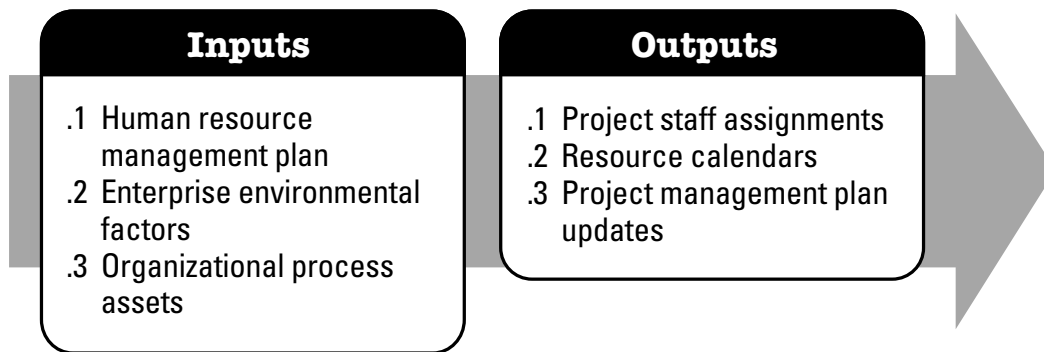 Inputs
.1 Human resource
management plan
.2 Enterprise environmental
factors
.3 Organizational process
assets
Outputs
.1 Project staff assignments
.2 Resource calendars
.3 Project management plan
updates